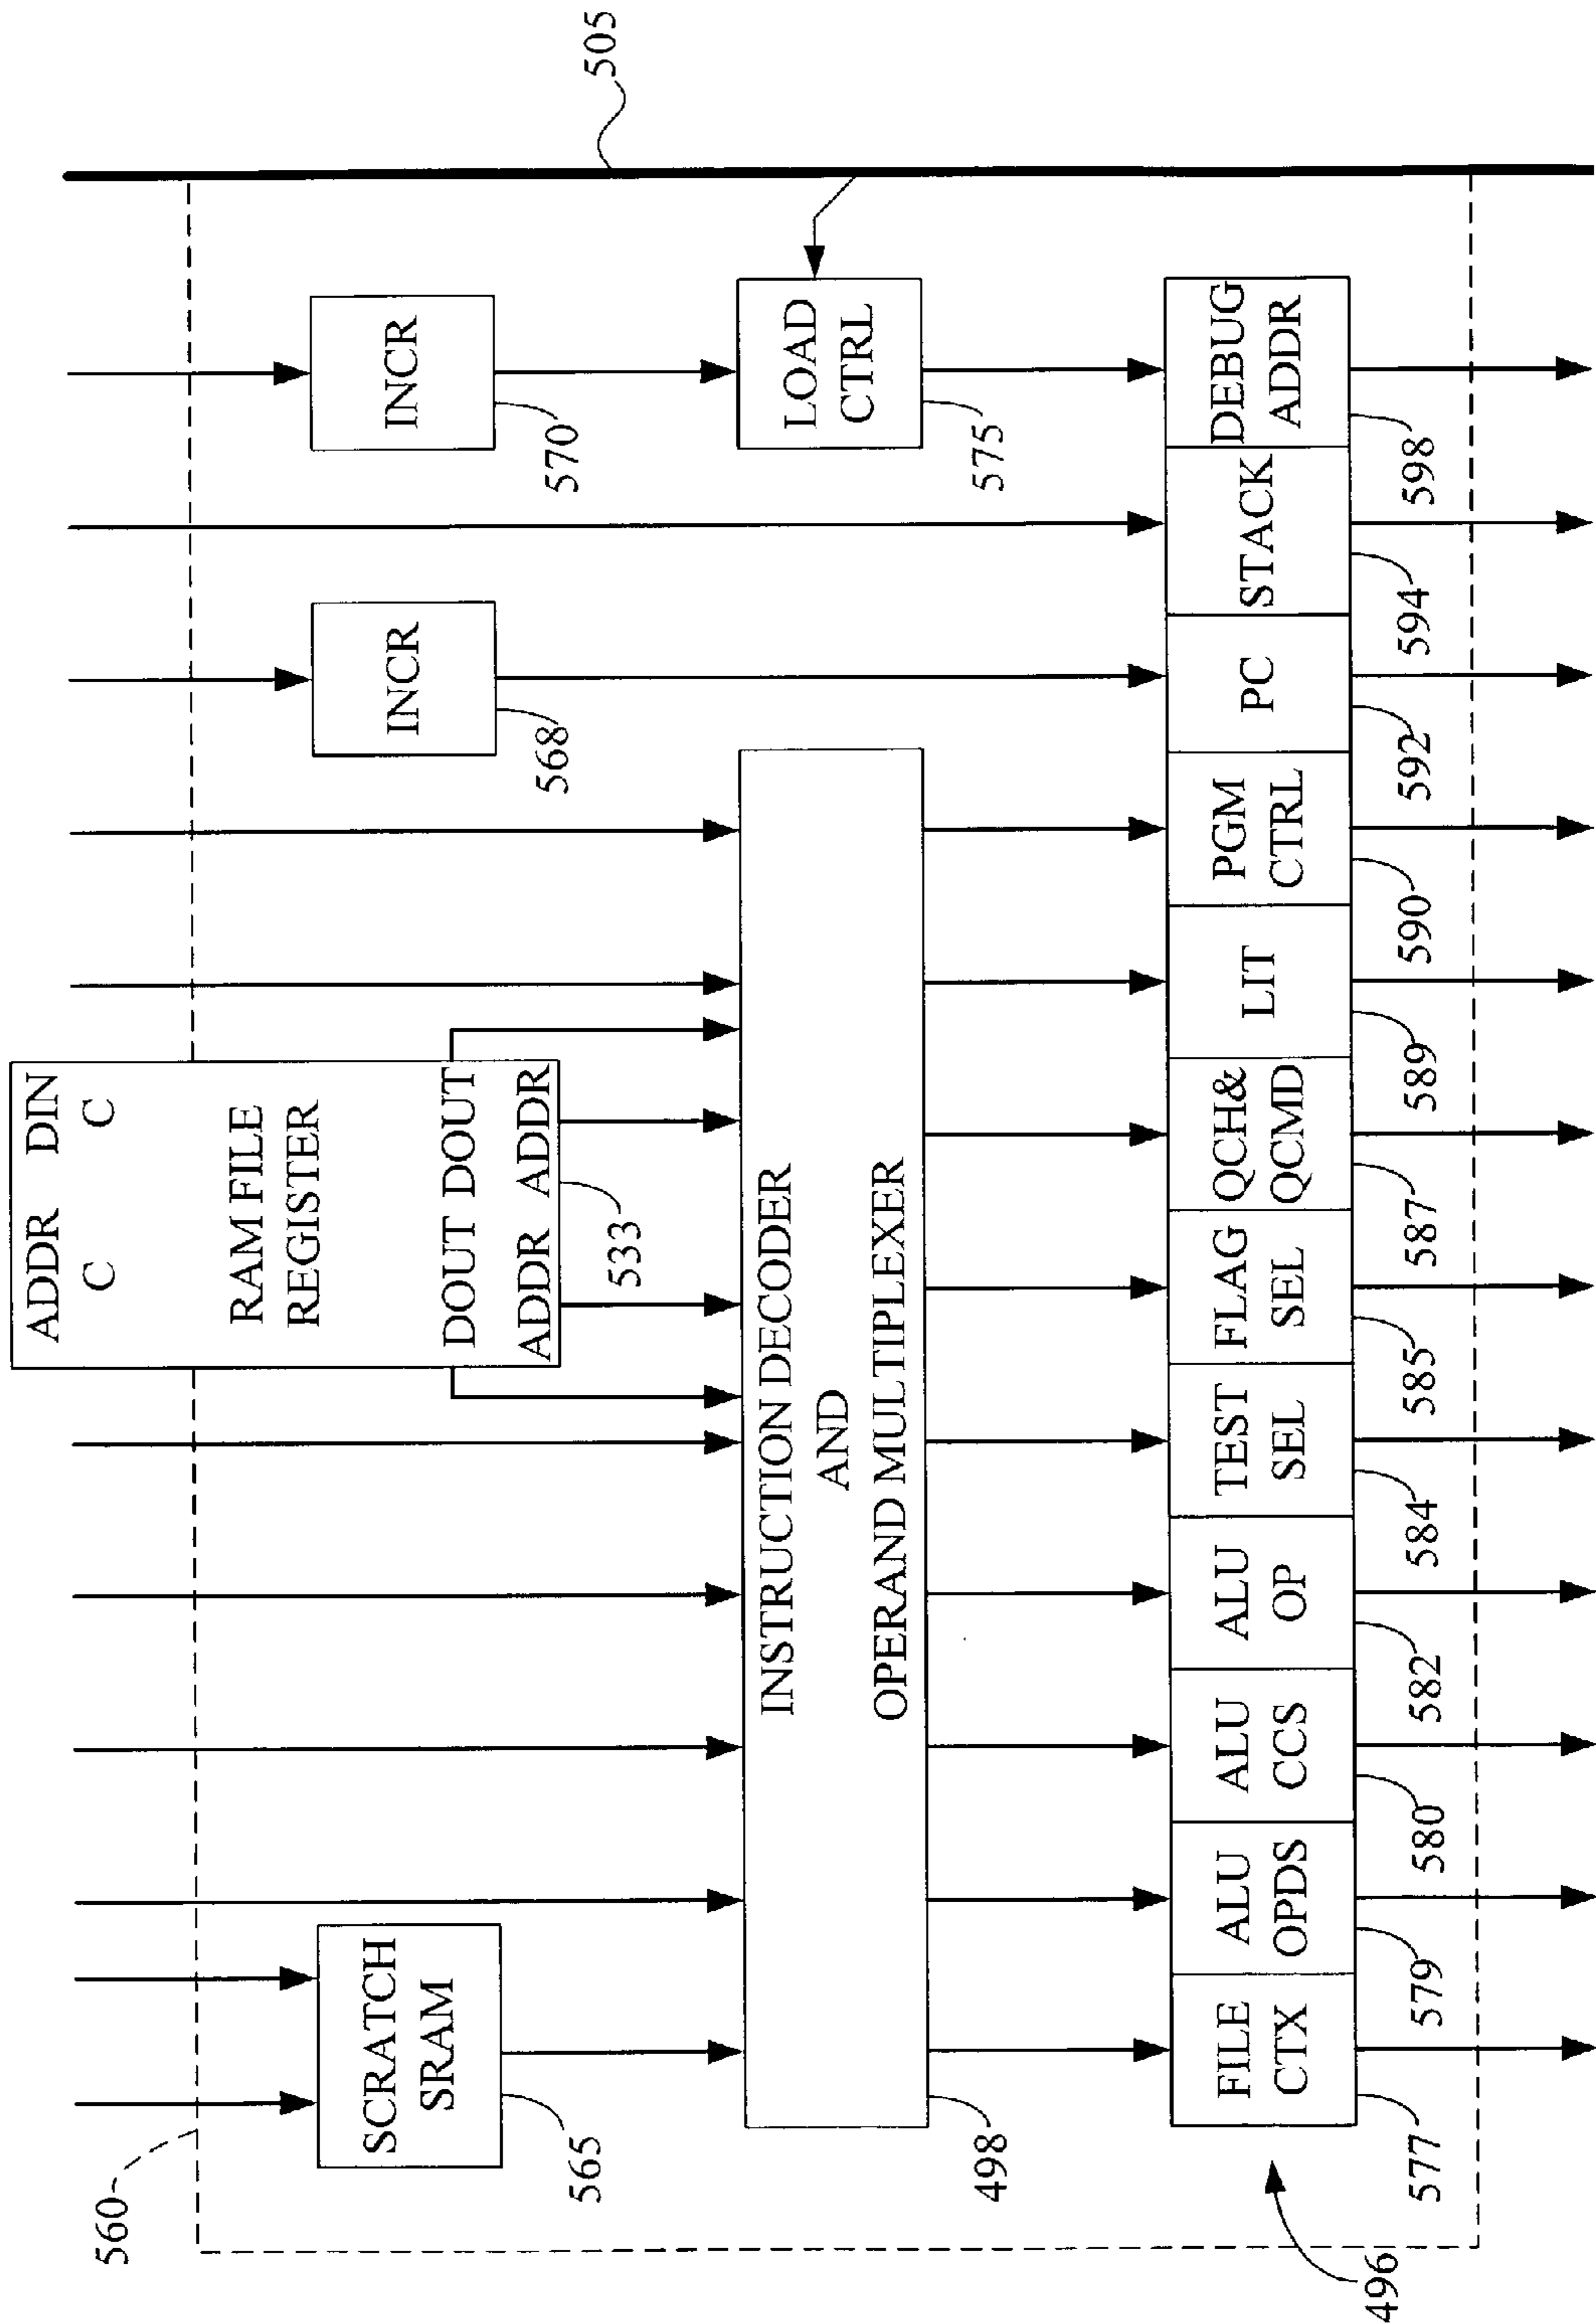 505
560
ADDR DIN
C C
RAM FILE
REGISTER
DOUT DOUT
ADDR ADDR
533
SCRATCH
SRAM
565
INCR
568
INCR
570
INSTRUCTION DECODER
AND
OPERAND MULTIPLEXER
498
LOAD
CTRL
575
496
FILE
CTX
577
ALU
OPDS
579
ALU
CCS
580
ALU
OP
582
TEST
SEL
584
FLAG
SEL
585
QCH&
QCMD
587
LIT
589
PGM
CTRL
590
PC
592
STACK
594
DEBUG
ADDR
598